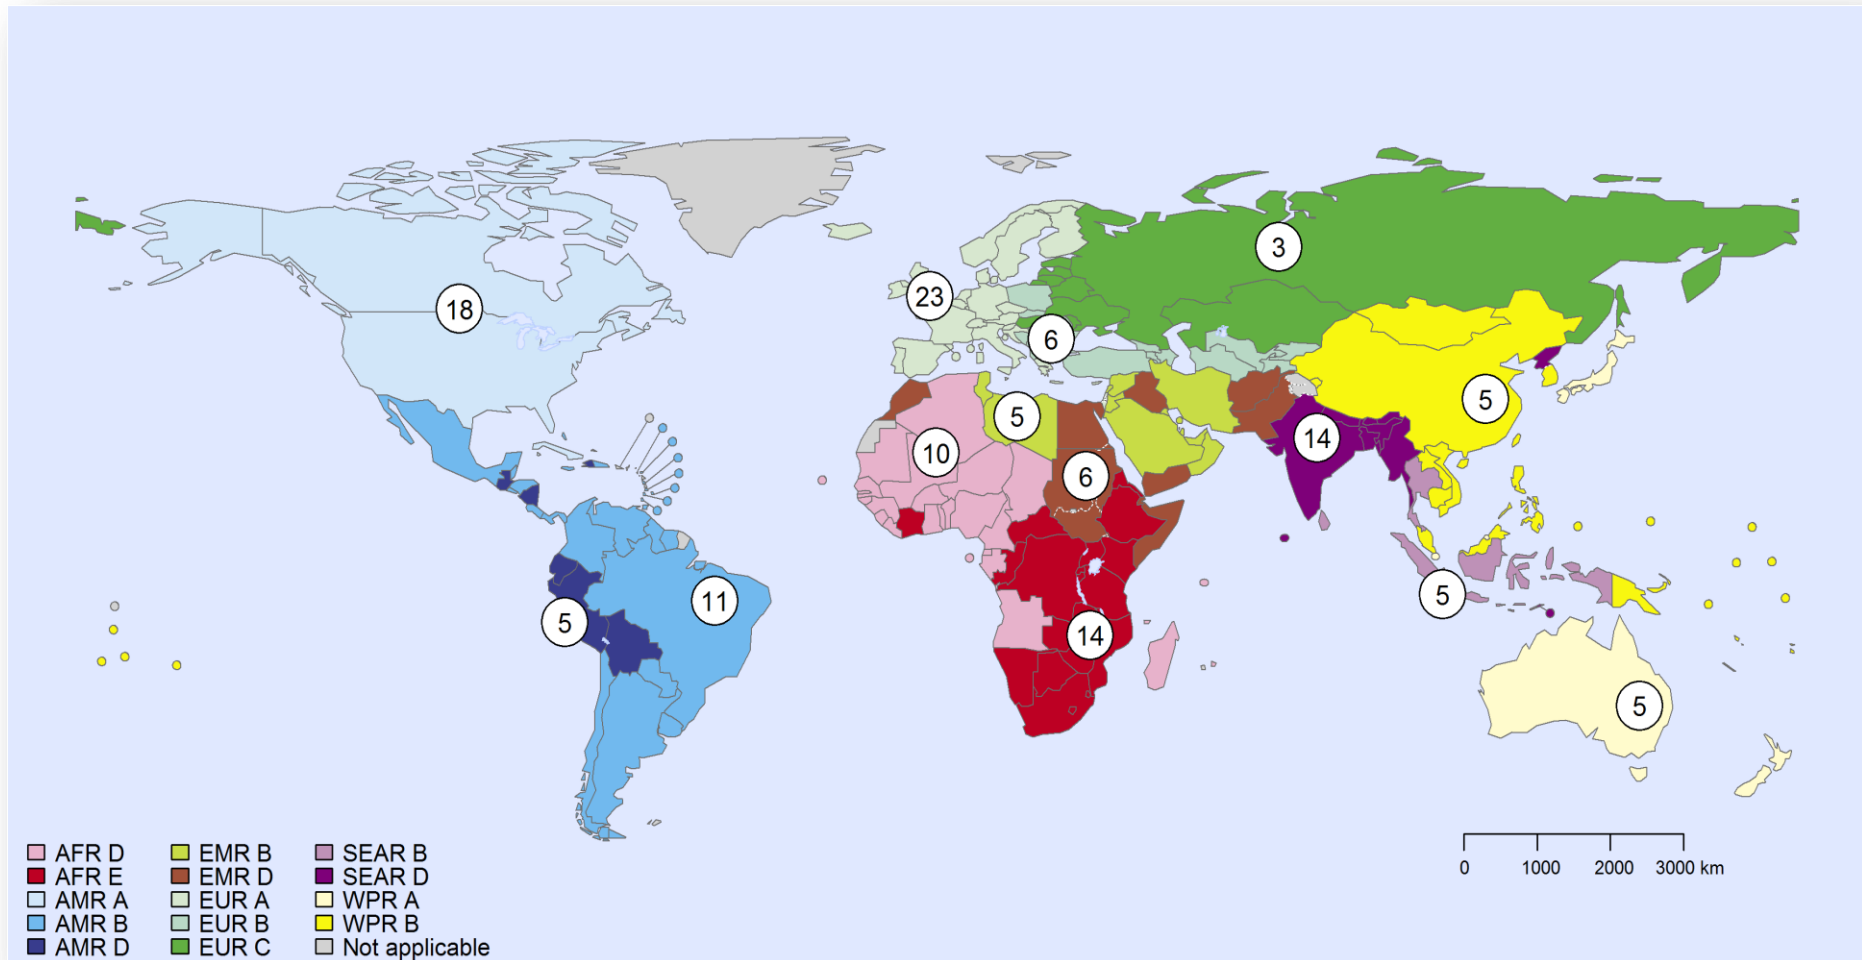 3
23
18
6
5
5
10
14
6
5
11
5
14
5
0 1000 2000 3000 km
AFR D
AFR E
AMR A
AMR B
AMR D
EMR B
EMR D
EUR A
EUR B
EUR C
SEAR B
SEAR D
WPR A
WPR B
Not applicable